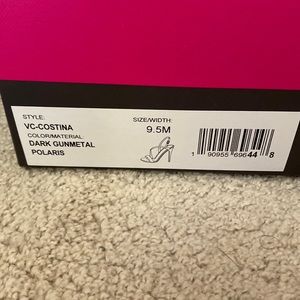 STYLE:
VC-COSTINA
COLOR/MATERIAL:
DARK GUNMETAL
POLARIS
SIZE/WIDTH:
9.5M
1 90955 69644 8